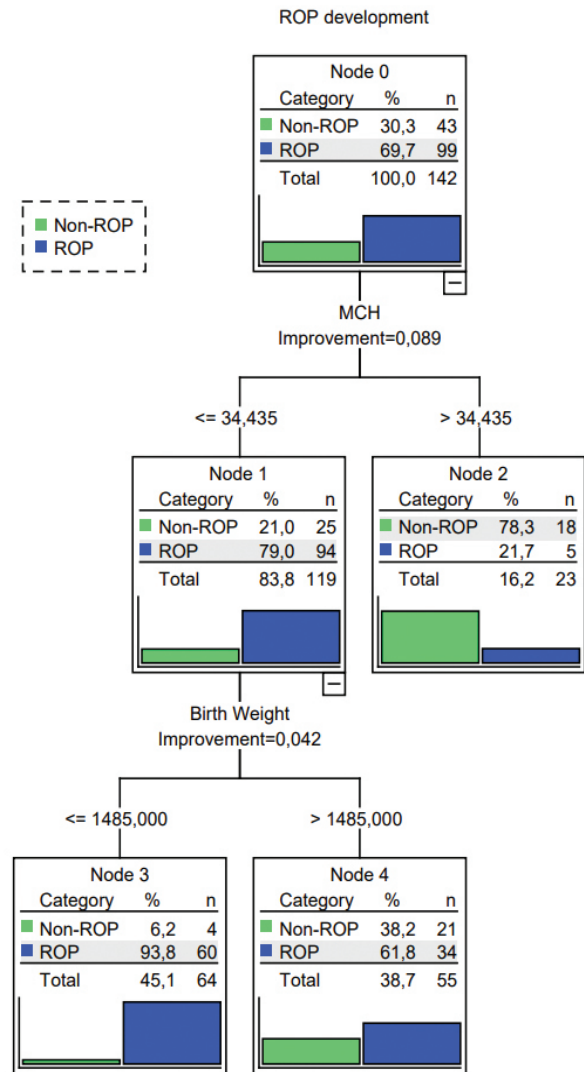 ROP development
Node 0
Category % n
Non-ROP 30,3 43
ROP 69,7 99
Total 100,0 142
Non-ROP
ROP
MCH
Improvement=0,089
<= 34,435
> 34,435
Node 1
Category % n
Non-ROP 21,0 25
ROP 79,0 94
Total 83,8 119
Node 2
Category % n
Non-ROP 78,3 18
ROP 21,7 5
Total 16,2 23
Birth Weight
Improvement=0,042
<= 1485,000
> 1485,000
Node 3
Category % n
Non-ROP 6,2 4
ROP 93,8 60
Total 45,1 64
Node 4
Category % n
Non-ROP 38,2 21
ROP 61,8 34
Total 38,7 55